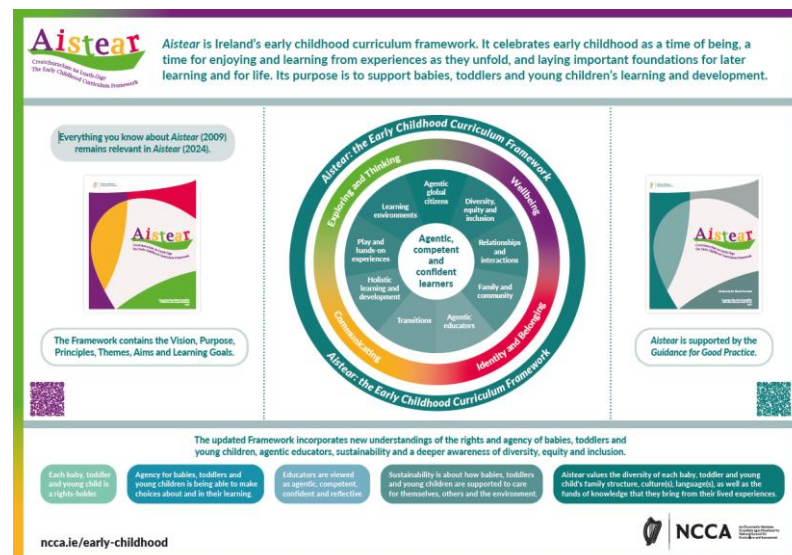 Aistear
Creatchuraclam na Luath-Óige
The Early Childhood Curriculum Framework
Aistear is Ireland's early childhood curriculum framework. It celebrates early childhood as a time of being, a
time for enjoying and learning from experiences as they unfold, and laying important foundations for later
learning and for life. Its purpose is to support babies, toddlers and young children's learning and development.
Everything you know about Aistear (2009)
remains relevant in Aistear (2024).
Aistear
The Framework contains the Vision, Purpose,
Principles, Themes, Aims and Learning Goals.
Aistear: the Early Childhood Curriculum Framework
Exploring and Thinking
Wellbeing
Agentic
global
citizens
Diversity,
equity and
inclusion
Relationships
and
interactions
Family and
community
Agentic
educators
Transitions
Holistic
learning and
development
Play and
hands-on
experiences
Learning
environments
Agentic,
competent
and
confident
learners
Communicating
Identity and Belonging
Aistear: the Early Childhood Curriculum Framework
Aistear
Aistear is supported by the
Guidance for Good Practice.
The updated Framework incorporates new understandings of the rights and agency of babies, toddlers and
young children, agentic educators, sustainability and a deeper awareness of diversity, equity and inclusion.
Each baby, toddler
and young child is
a rights-holder.
Agency for babies, toddlers and
young children is being able to make
choices about and in their learning.
Educators are viewed
as agentic, competent,
confident and reflective.
Sustainability is about how babies, toddlers
and young children are supported to care
for themselves, others and the environment.
Aistear values the diversity of each baby, toddler and young
child's family structure, culture(s), language(s), as well as the
funds of knowledge that they bring from their lived experiences.
ncca.ie/early-childhood
NCCA